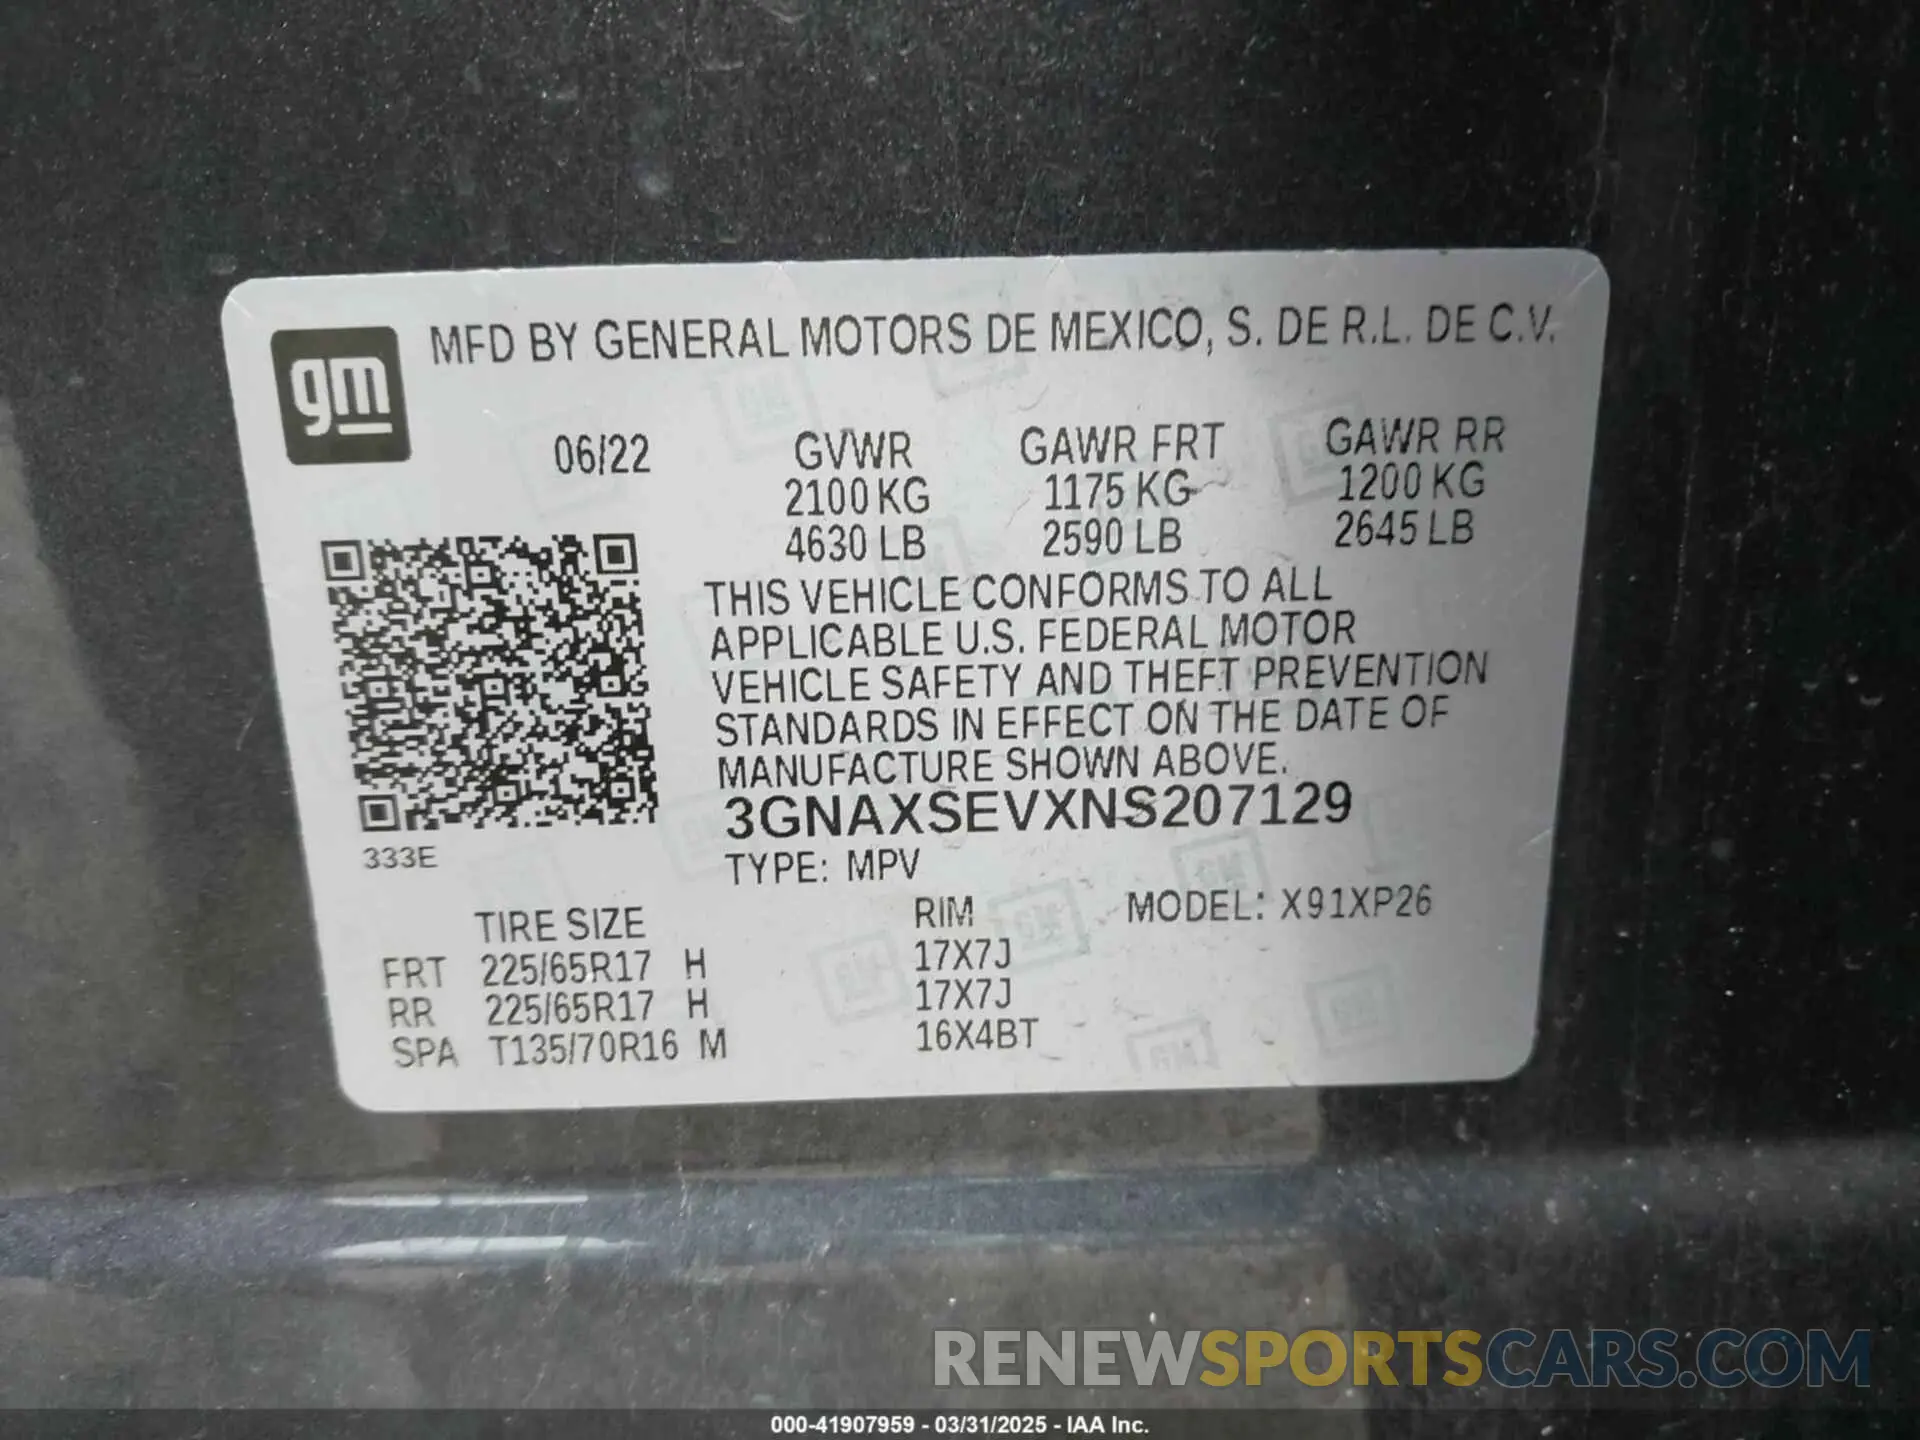 gm
MFD BY GENERAL MOTORS DE MEXICO, S. DE R.L. DE C.V.
06/22 GVWR GAWR FRT GAWR RR
2100 KG 1175 KG 1200 KG
4630 LB 2590 LB 2645 LB
THIS VEHICLE CONFORMS TO ALL
APPLICABLE U.S. FEDERAL MOTOR
VEHICLE SAFETY AND THEFT PREVENTION
STANDARDS IN EFFECT ON THE DATE OF
MANUFACTURE SHOWN ABOVE.
3GNAXSEVXNS207129
333E
TYPE: MPV
TIRE SIZE RIM MODEL: X91XP26
FRT 225/65R17 H 17X7J
RR 225/65R17 H 17X7J
SPA T135/70R16 M 16X4BT
RENEWSPORTSCARS.COM
000-41907959 - 03/31/2025 - IAA Inc.